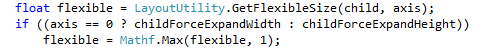 float flexible = LayoutUtility.GetFlexibleSize(child, axis);
if ((axis == 0 ? childForceExpandWidth : childForceExpandHeight))
    flexible = Mathf.Max(flexible, 1);